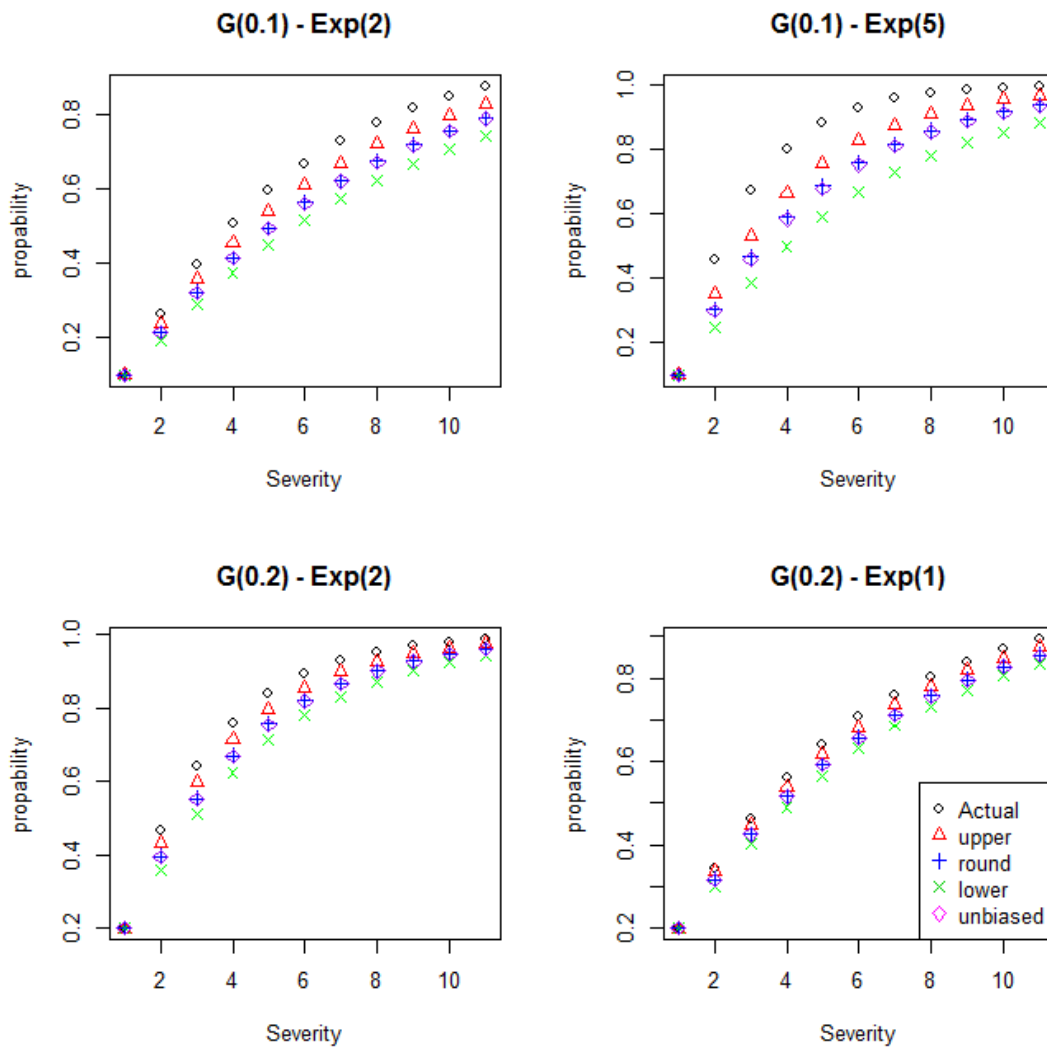 G(0.1) - Exp(2)
propability
0.8
0.6
0.4
0.2
2 4 6 8 10
Severity
G(0.1) - Exp(5)
propability
1.0
0.8
0.6
0.4
0.2
2 4 6 8 10
Severity
G(0.2) - Exp(2)
propability
1.0
0.8
0.6
0.4
0.2
2 4 6 8 10
Severity
G(0.2) - Exp(1)
propability
0.8
0.6
0.4
0.2
Actual
upper
round
lower
unbiased
2 4 6 8 10
Severity